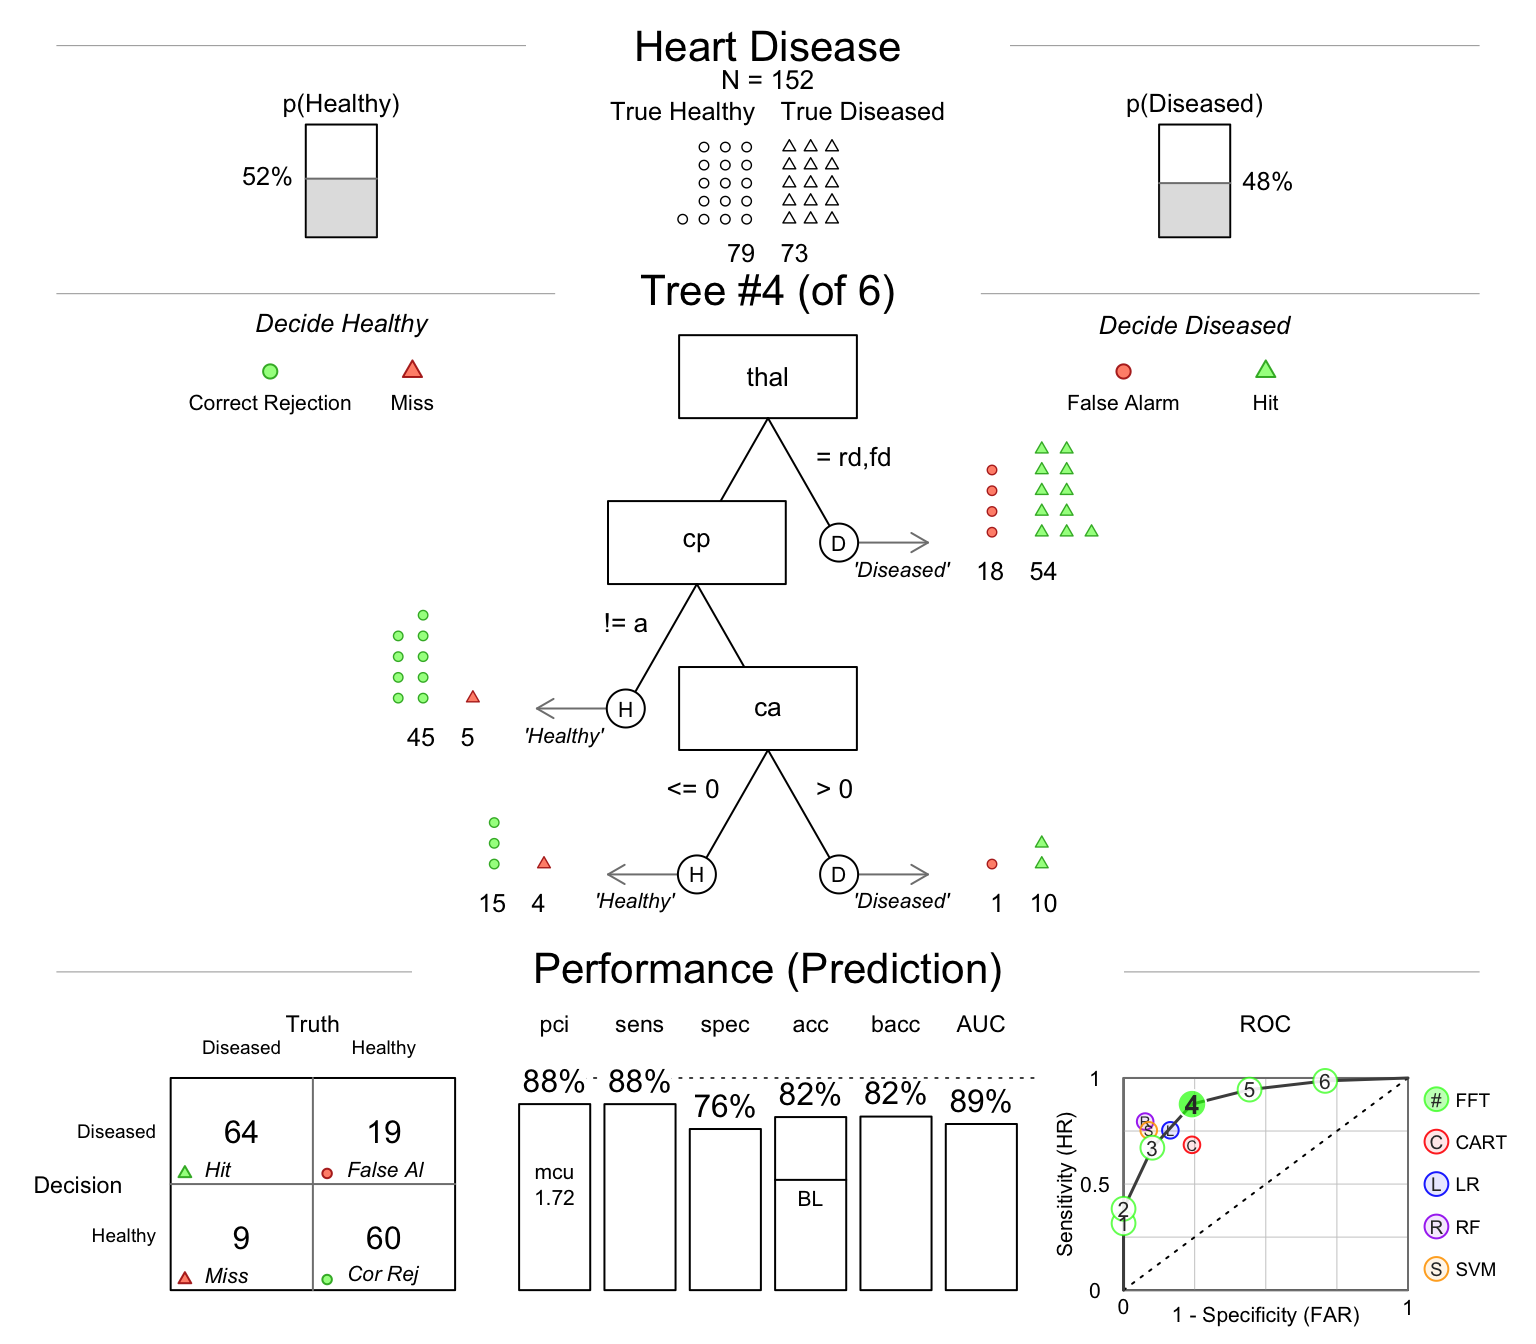 Heart Disease
N = 152
p(Healthy)
True Healthy
True Diseased
p(Diseased)
52%
48%
79
73
Tree #4 (of 6)
Decide Healthy
Decide Diseased
Correct Rejection
Miss
False Alarm
Hit
thal
= rd,fd
cp
D
'Diseased'
18
54
!= a
H
'Healthy'
45
5
ca
<= 0
> 0
H
'Healthy'
15
4
D
'Diseased'
1
10
Performance (Prediction)
Truth
Diseased
Healthy
Decision
Diseased
64
Hit
19
False Al
Healthy
9
Miss
60
Cor Rej
pci
sens
spec
acc
bacc
AUC
88%
88%
76%
82%
82%
89%
mcu
1.72
BL
ROC
Sensitivity (HR)
1
0.5
0
0
1
1 - Specificity (FAR)
1
2
3
4
5
6
R
S
L
C
# FFT
C CART
L LR
R RF
S SVM